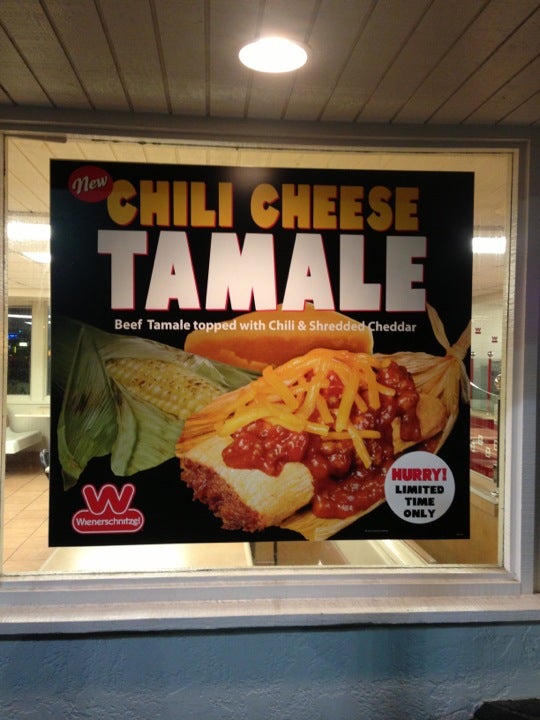 New
CHILI CHEESE
TAMALE
Beef Tamale topped with Chili & Shredded Cheddar
HURRY!
LIMITED
TIME
ONLY
W
Wienerschnitzel